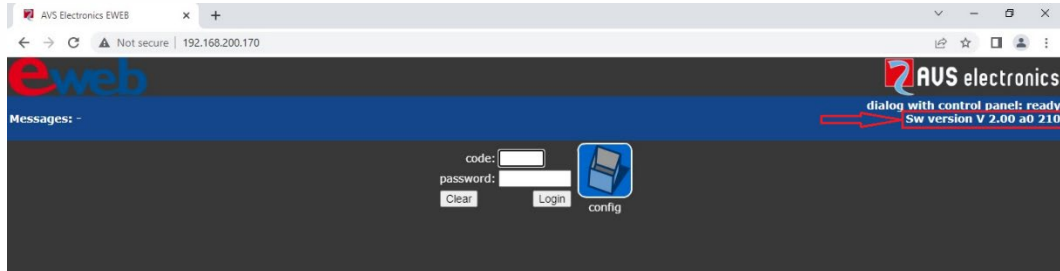 AVS Electronics EWEB
Not secure | 192.168.200.170
eweb
AVS electronics
dialog with control panel: ready
Messages: -
Sw version V 2.00 a0 210
code:
password:
Clear
Login
config